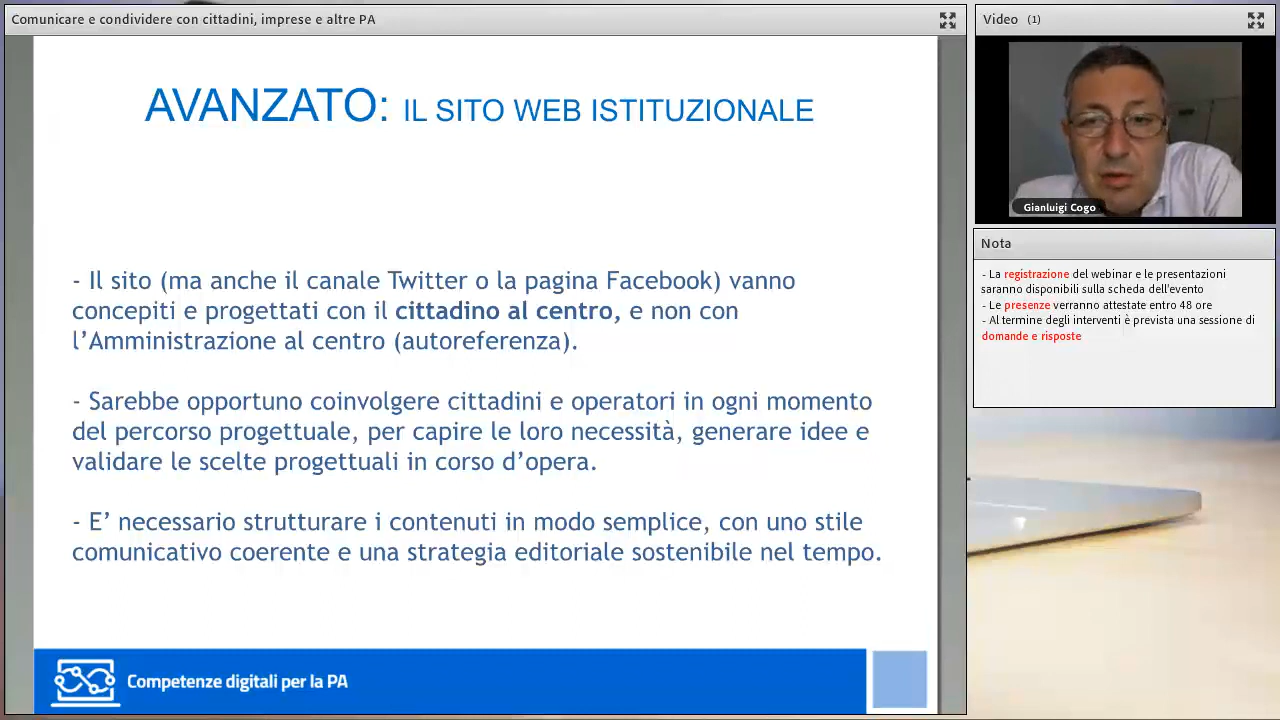 Comunicare e condividere con cittadini, imprese e altre PA
AVANZATO: IL SITO WEB ISTITUZIONALE
- Il sito (ma anche il canale Twitter o la pagina Facebook) vanno
concepiti e progettati con il cittadino al centro, e non con
l’Amministrazione al centro (autoreferenza).
- Sarebbe opportuno coinvolgere cittadini e operatori in ogni momento
del percorso progettuale, per capire le loro necessità, generare idee e
validare le scelte progettuali in corso d’opera.
- E’ necessario strutturare i contenuti in modo semplice, con uno stile
comunicativo coerente e una strategia editoriale sostenibile nel tempo.
Competenze digitali per la PA
Video (1)
Gianluigi Cogo
Nota
- La registrazione del webinar e le presentazioni
saranno disponibili sulla scheda dell'evento
- Le presenze verranno attestate entro 48 ore
- Al termine degli interventi è prevista una sessione di
domande e risposte